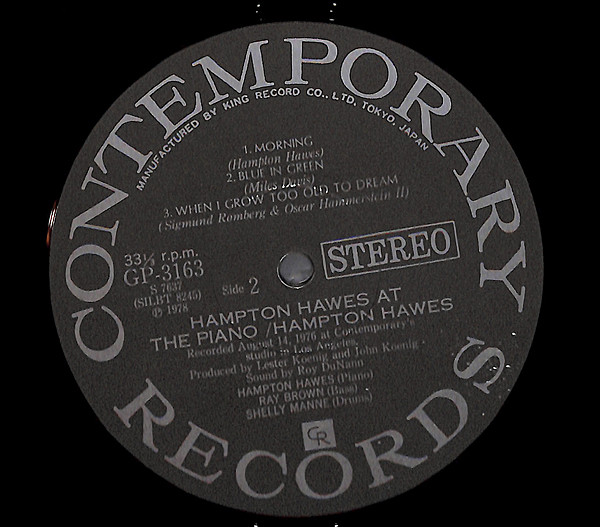 CONTEMPORARY RECORDS
MANUFACTURED BY KING RECORD CO., LTD. TOKYO, JAPAN
1. MORNING
(Hampton Hawes)
2. BLUE IN GREEN
(Miles Davis)
3. WHEN I GROW TOO OLD TO DREAM
(Sigmund Romberg & Oscar Hammerstein II)
33⅓ r.p.m.
GP-3163
S 7637
(SILBT 8245)
℗ 1978
Side 2
STEREO
HAMPTON HAWES AT
THE PIANO / HAMPTON HAWES
Recorded August 14, 1976 at Contemporary's
studio in Los Angeles.
Produced by Lester Koenig and John Koenig
Sound by Roy DuNann
HAMPTON HAWES (Piano)
RAY BROWN (Bass)
SHELLY MANNE (Drums)
CR